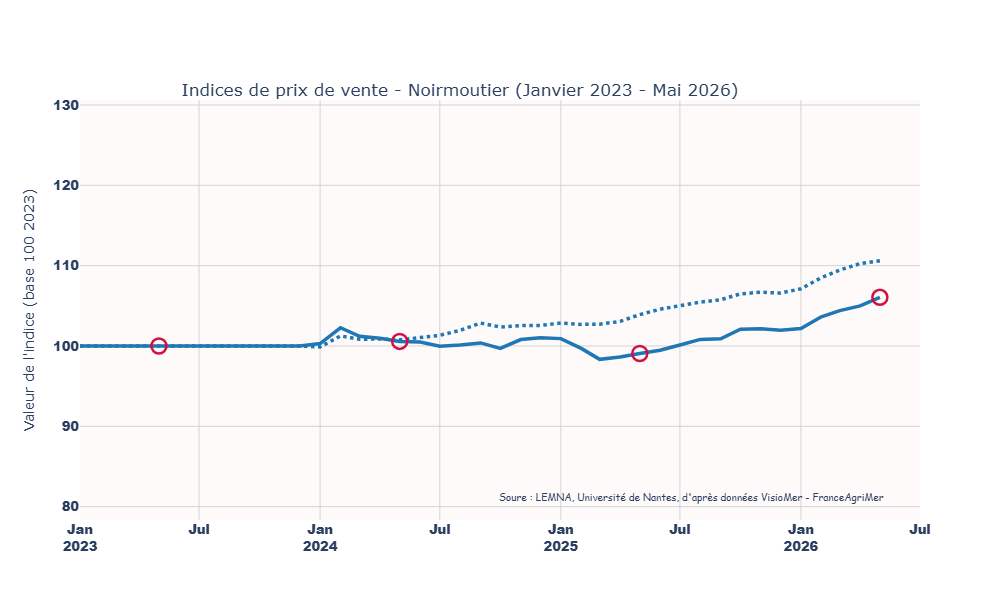 Indices de prix de vente - Noirmoutier (Janvier 2023 - Mai 2026)
Valeur de l'indice (base 100 2023)
130
120
110
100
90
80
Soure : LEMNA, Université de Nantes, d'après données VisioMer - FranceAgriMer
Jan Jul Jan Jul Jan Jul Jan Jul
2023 2024 2025 2026